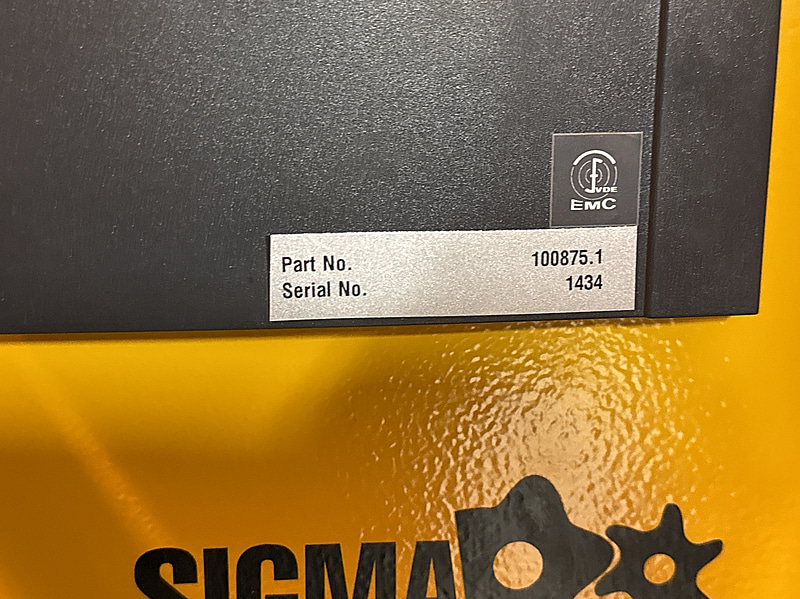 VDE
EMC
Part No. 100875.1
Serial No. 1434
SIGMA